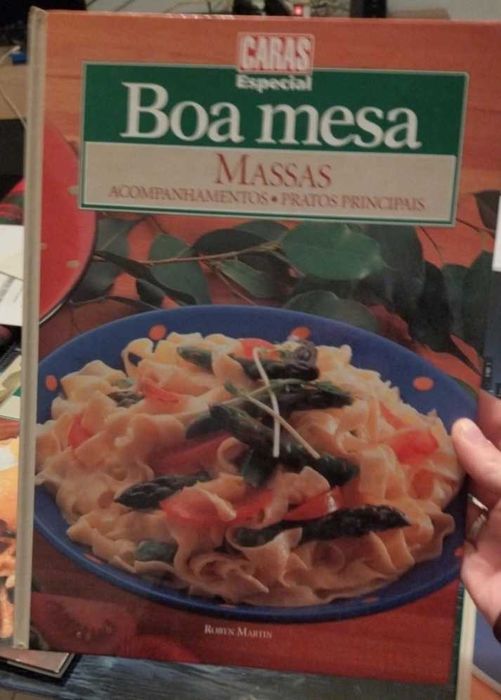 CARAS
Especial
Boa mesa
MASSAS
ACOMPANHAMENTOS • PRATOS PRINCIPAIS
ROBYN MARTIN